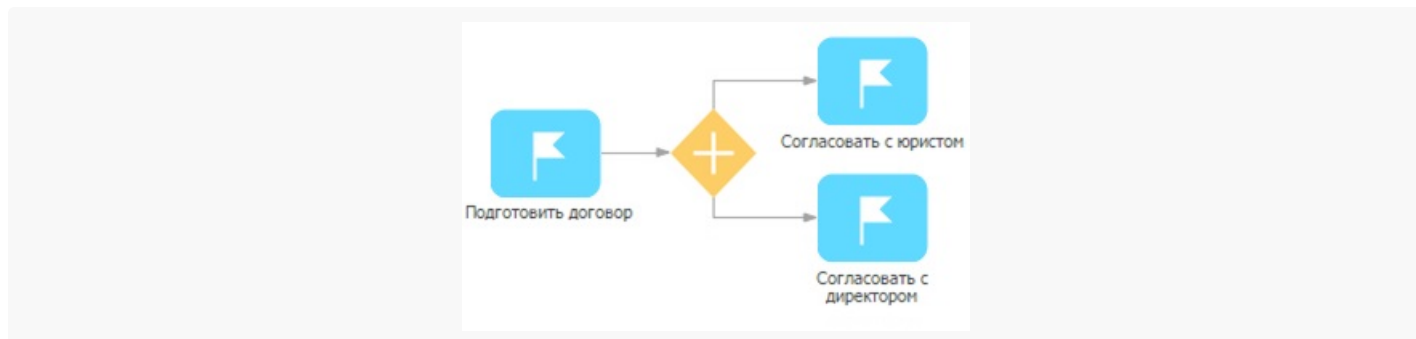 Согласовать с юристом
Подготовить договор
Согласовать с
директором